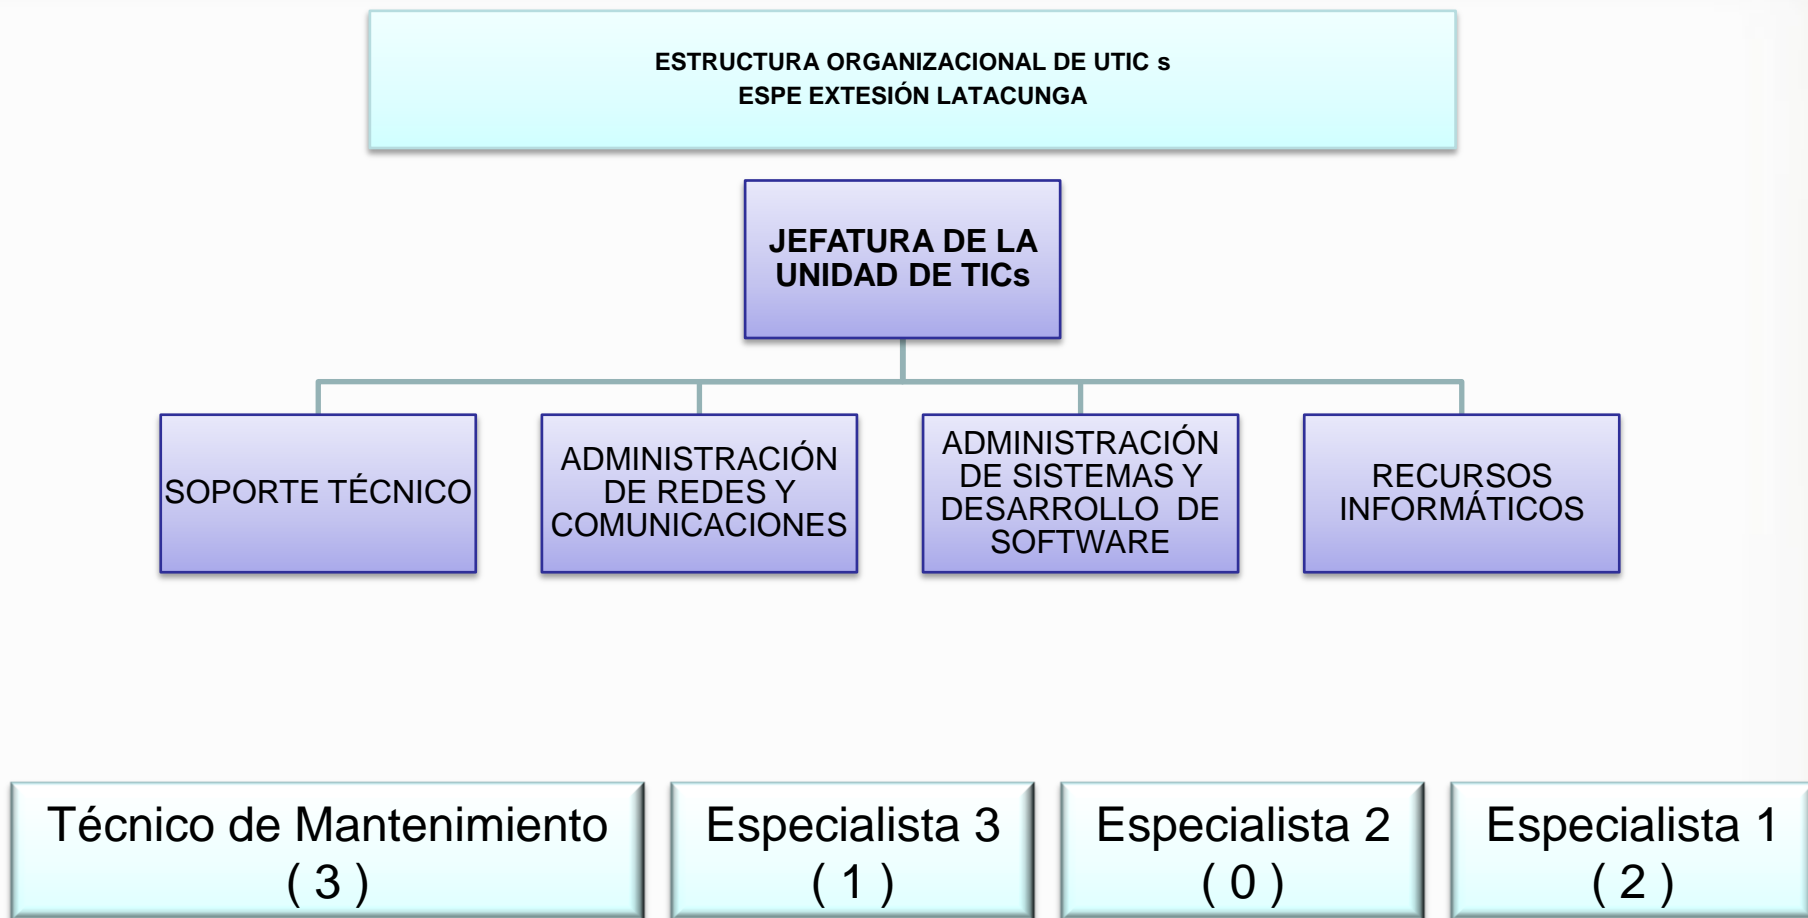 ESTRUCTURA ORGANIZACIONAL DE UTIC s
ESPE EXTESIÓN LATACUNGA
JEFATURA DE LA
UNIDAD DE TICs
SOPORTE TÉCNICO
ADMINISTRACIÓN
DE REDES Y
COMUNICACIONES
ADMINISTRACIÓN
DE SISTEMAS Y
DESARROLLO DE
SOFTWARE
RECURSOS
INFORMÁTICOS
Técnico de Mantenimiento
( 3 )
Especialista 3
( 1 )
Especialista 2
( 0 )
Especialista 1
( 2 )